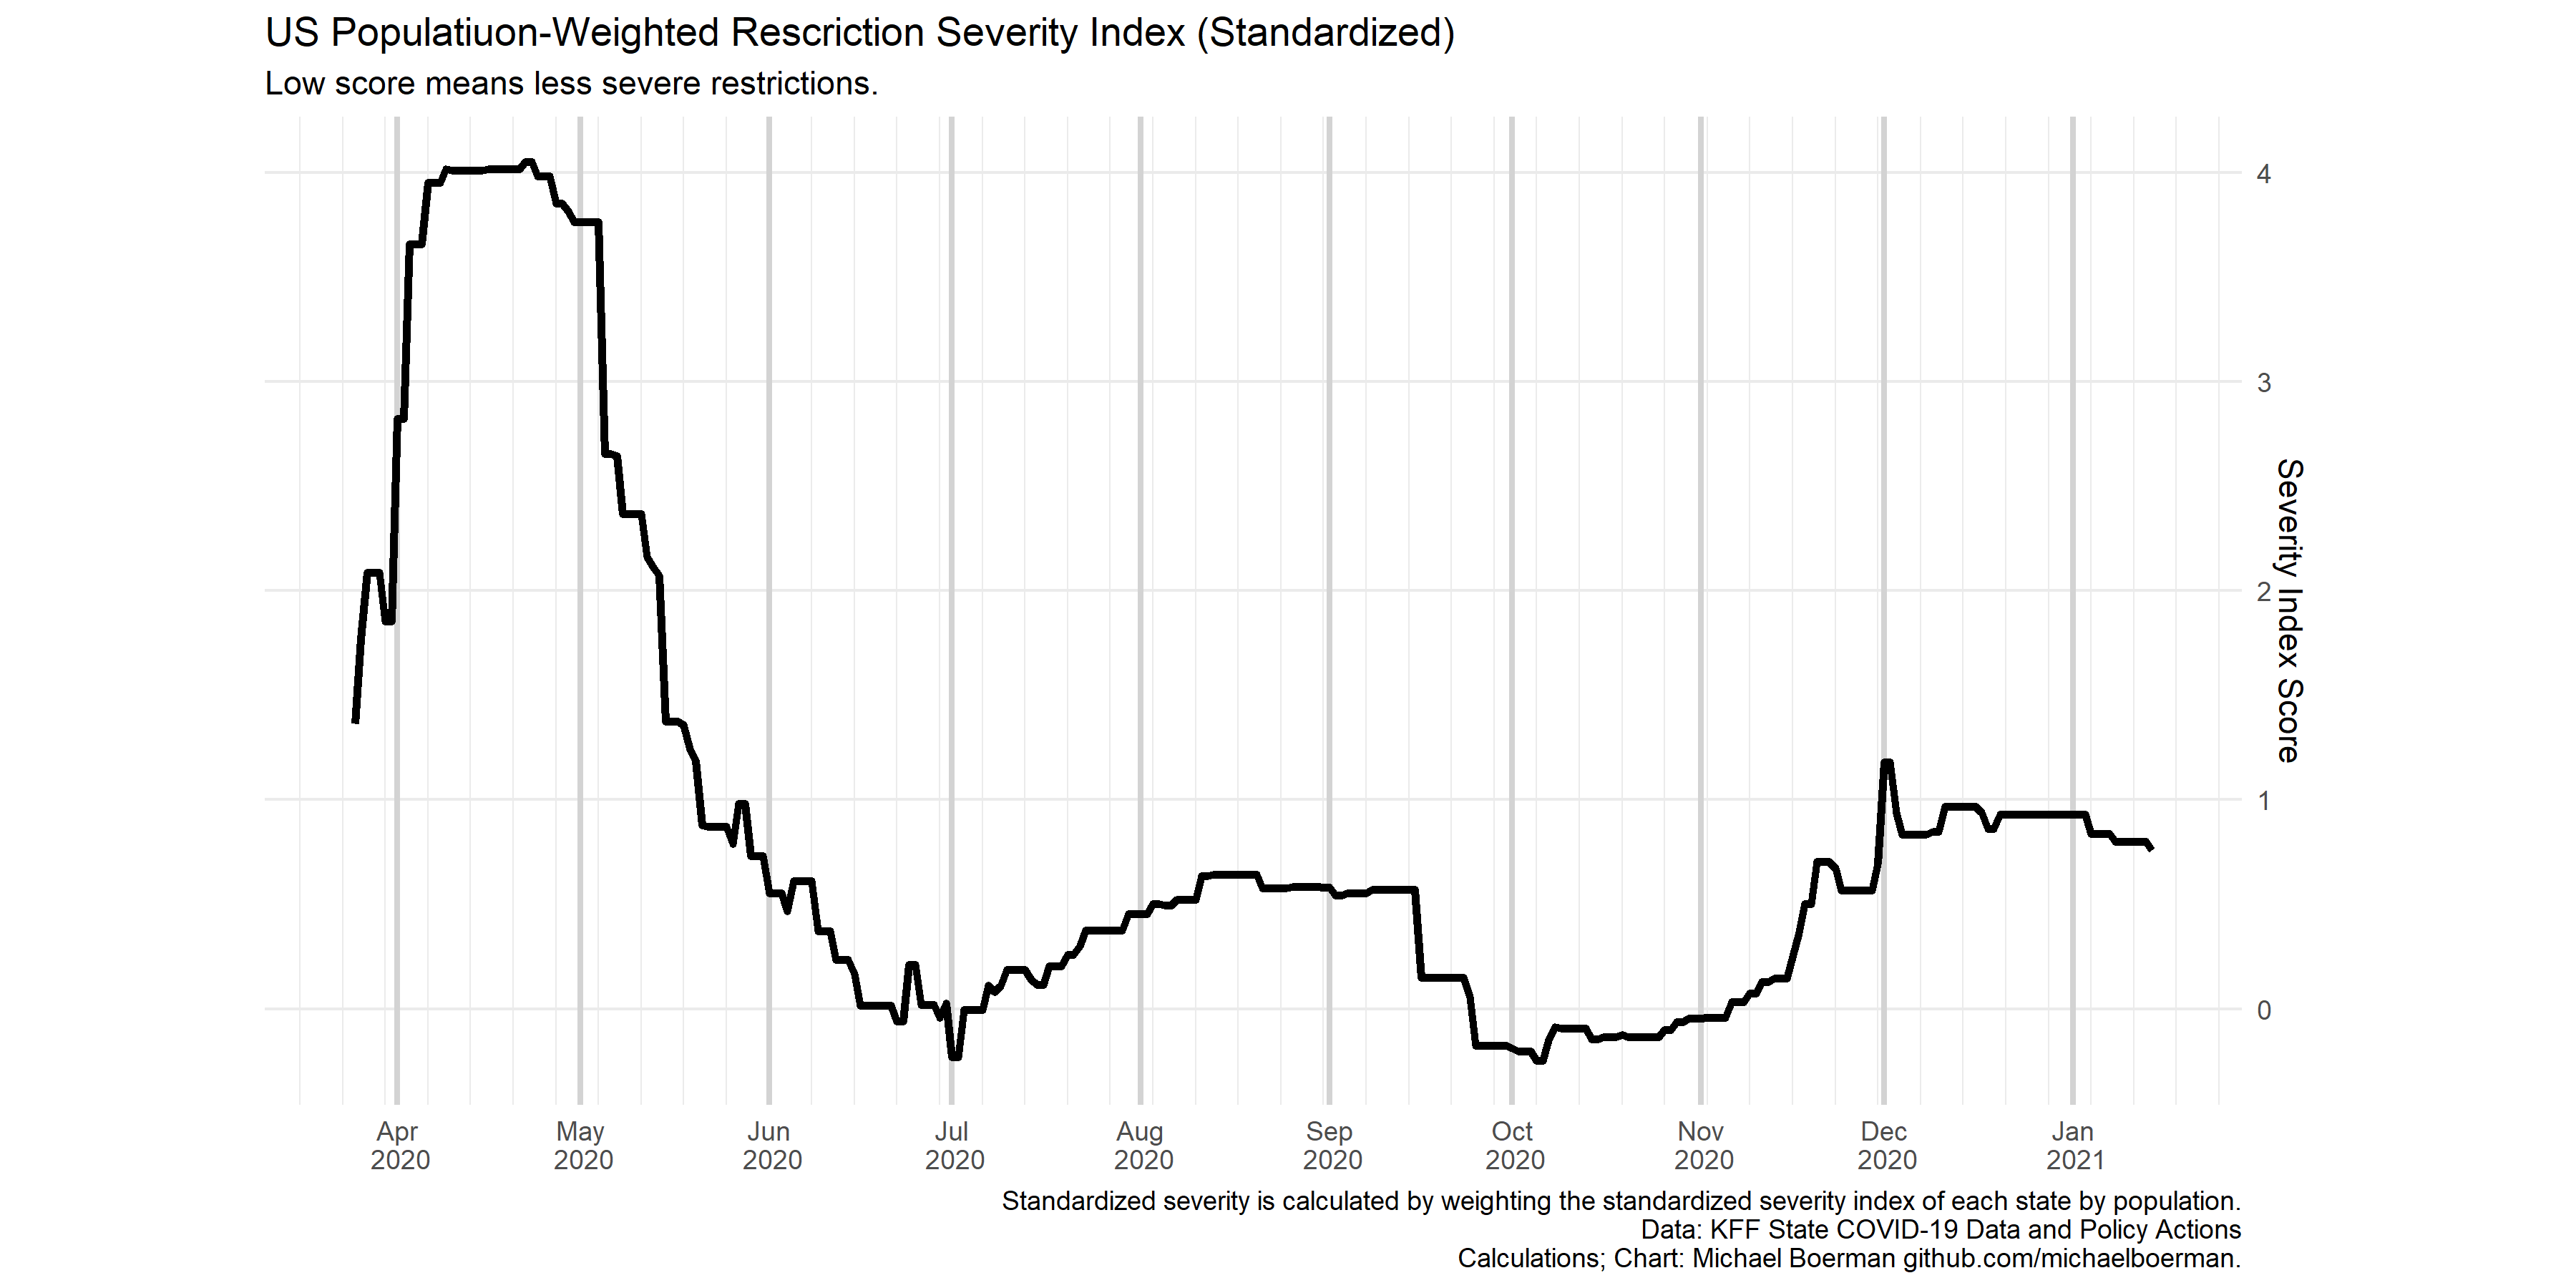 US Populatiuon-Weighted Rescriction Severity Index (Standardized)
Low score means less severe restrictions.
4
3
2
1
0
Severity Index Score
Apr 2020
May 2020
Jun 2020
Jul 2020
Aug 2020
Sep 2020
Oct 2020
Nov 2020
Dec 2020
Jan 2021
Standardized severity is calculated by weighting the standardized severity index of each state by population.
Data: KFF State COVID-19 Data and Policy Actions
Calculations; Chart: Michael Boerman github.com/michaelboerman.